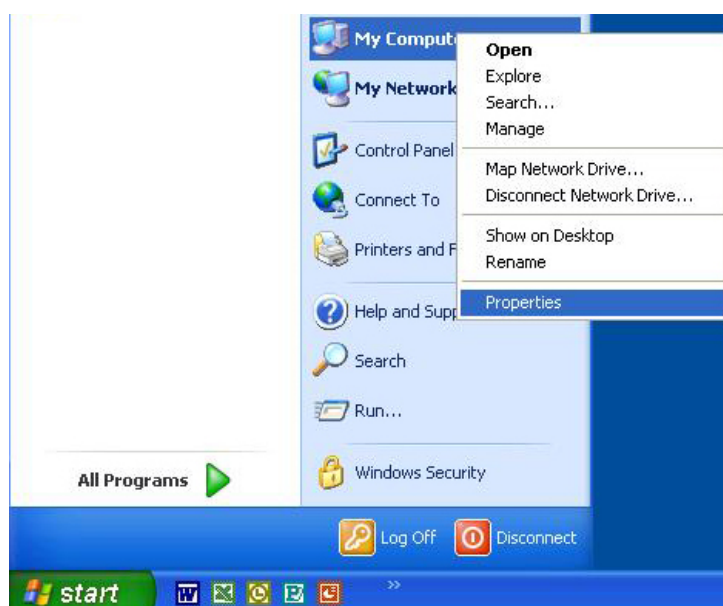 My Comput
Open
Explore
My Network
Search...
Manage
Control Panel
Map Network Drive...
Connect To
Disconnect Network Drive...
Show on Desktop
Printers and F
Rename
Properties
Help and Supp
Search
Run...
All Programs
Windows Security
Log Off
Disconnect
start